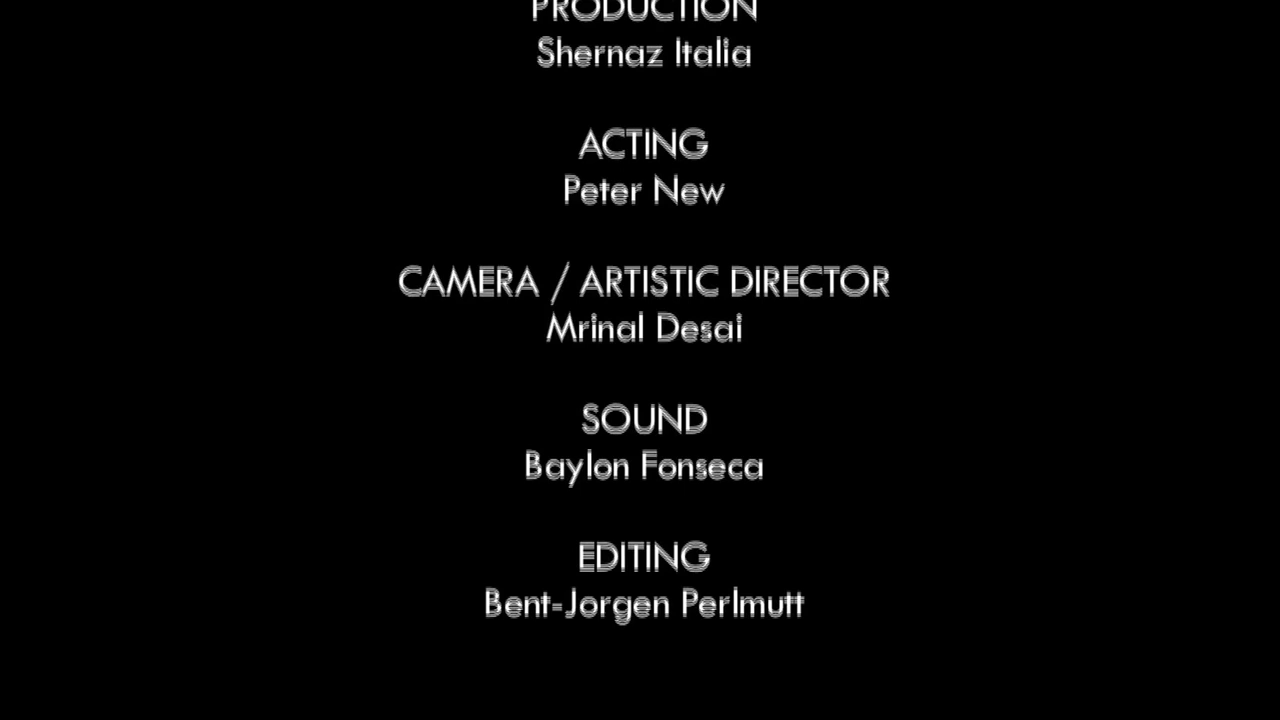 PRODUCTION
Shernaz Italia
ACTING
Peter New
CAMERA / ARTISTIC DIRECTOR
Mrinal Desai
SOUND
Baylon Fonseca
EDITING
Bent-Jorgen Perlmutt